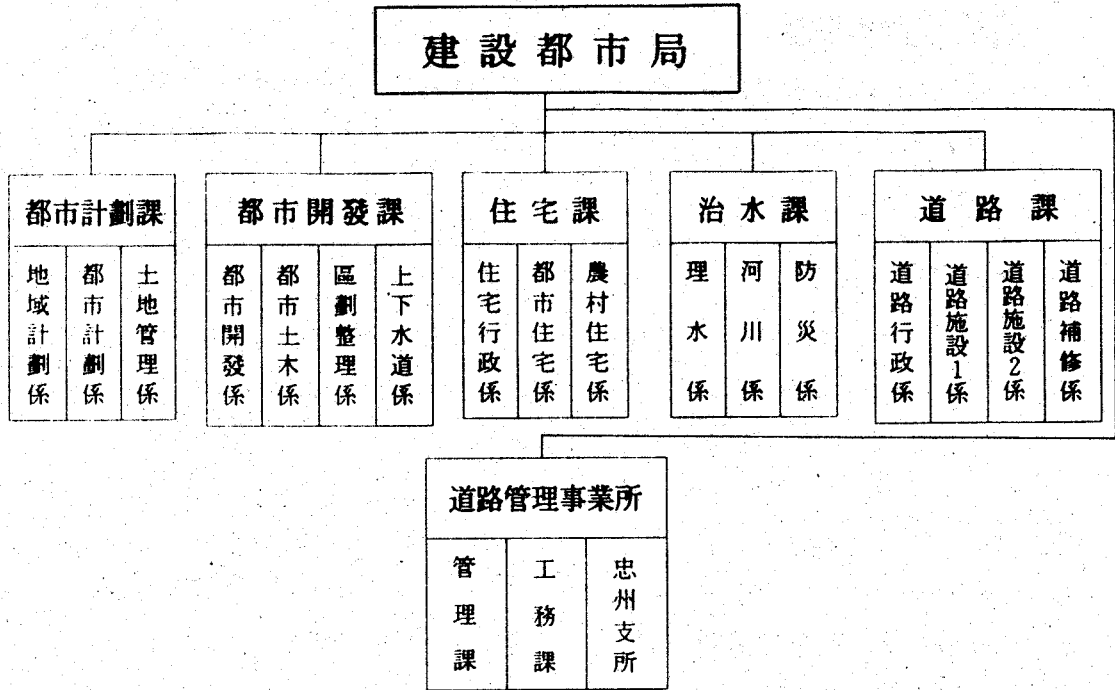 建設都市局
都市計劃課
地域計劃係
都市計劃係
土地管理係
都市開發課
都市開發係
都市土木係
區劃整理係
上下水道係
住宅課
住宅行政係
都市住宅係
農村住宅係
治水課
理水係
河川係
防災係
道路課
道路行政係
道路施設1係
道路施設2係
道路補修係
道路管理事業所
管理課
工務課
忠州支所